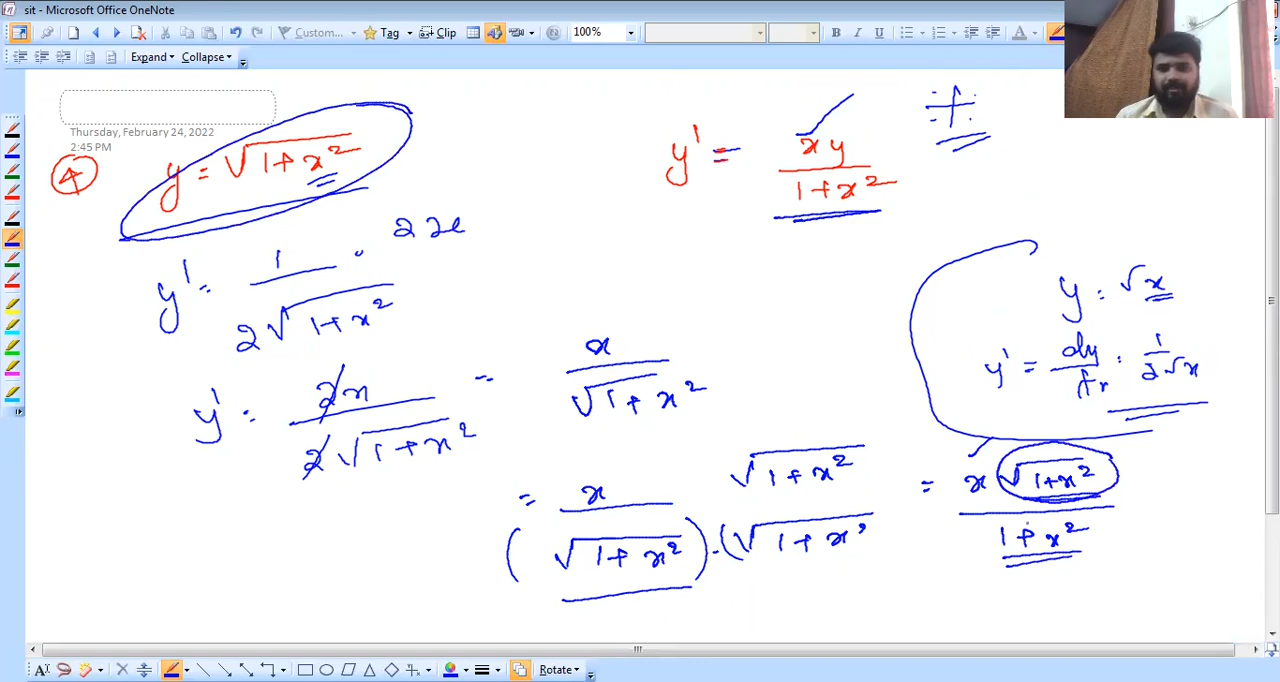 sit - Microsoft Office OneNote
Custom... Tag Clip 100% B I U A
Expand Collapse
Thursday, February 24, 2022
2:45 PM
4
y = √1+x²
y' = xy / 1+x²
y' = 1 / 2√1+x² . 2x
y = √x
y' = dy/dx = 1/2√x
y' = 2x / 2√1+x² = x / √1+x²
= x / (√1+x²) . √1+x² / (√1+x²
= x √1+x² / 1+x²
Rotate